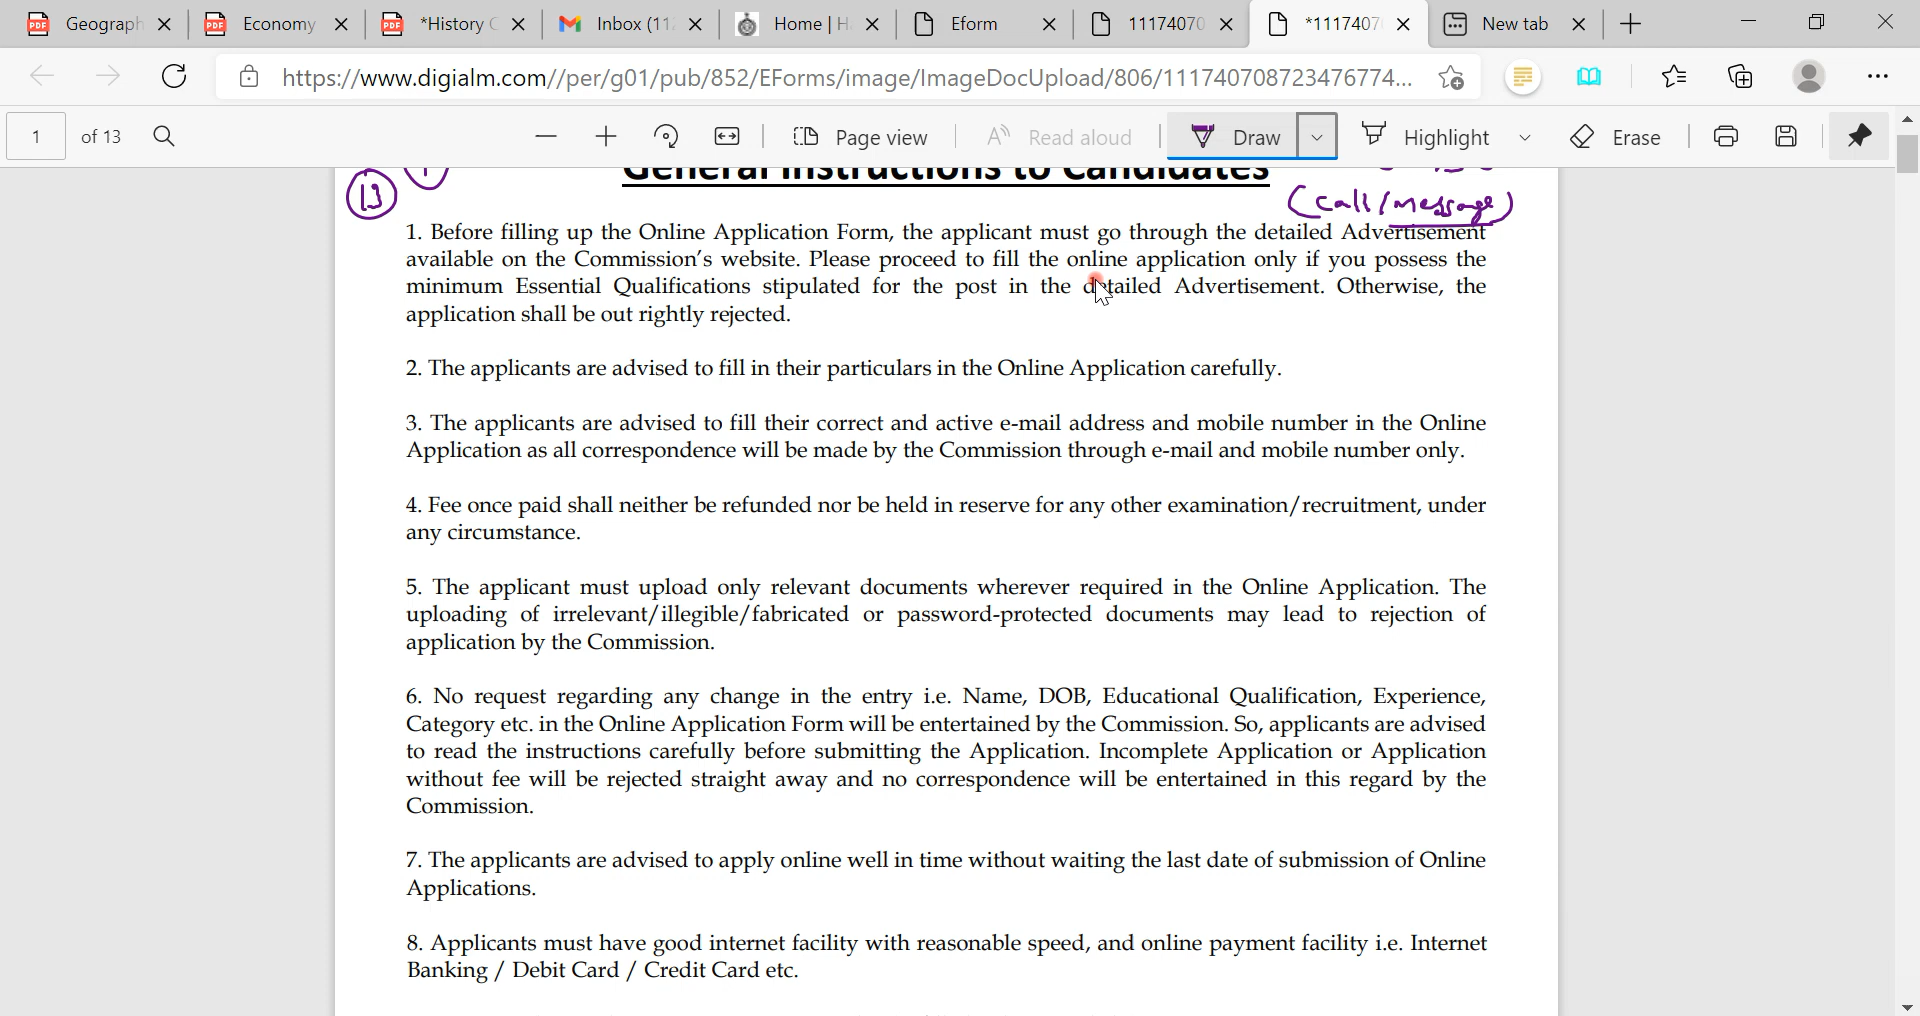 Geograph
Economy
*History
Inbox (11
Home | H
Eform
11174070
*1117407
New tab
https://www.digialm.com//per/g01/pub/852/EForms/image/ImageDocUpload/806/111740708723476774...
1 of 13
Page view
Read aloud
Draw
Highlight
Erase
General Instructions to Candidates
13
(call/message)
1. Before filling up the Online Application Form, the applicant must go through the detailed Advertisement
available on the Commission's website. Please proceed to fill the online application only if you possess the
minimum Essential Qualifications stipulated for the post in the detailed Advertisement. Otherwise, the
application shall be out rightly rejected.
2. The applicants are advised to fill in their particulars in the Online Application carefully.
3. The applicants are advised to fill their correct and active e-mail address and mobile number in the Online
Application as all correspondence will be made by the Commission through e-mail and mobile number only.
4. Fee once paid shall neither be refunded nor be held in reserve for any other examination/recruitment, under
any circumstance.
5. The applicant must upload only relevant documents wherever required in the Online Application. The
uploading of irrelevant/illegible/fabricated or password-protected documents may lead to rejection of
application by the Commission.
6. No request regarding any change in the entry i.e. Name, DOB, Educational Qualification, Experience,
Category etc. in the Online Application Form will be entertained by the Commission. So, applicants are advised
to read the instructions carefully before submitting the Application. Incomplete Application or Application
without fee will be rejected straight away and no correspondence will be entertained in this regard by the
Commission.
7. The applicants are advised to apply online well in time without waiting the last date of submission of Online
Applications.
8. Applicants must have good internet facility with reasonable speed, and online payment facility i.e. Internet
Banking / Debit Card / Credit Card etc.